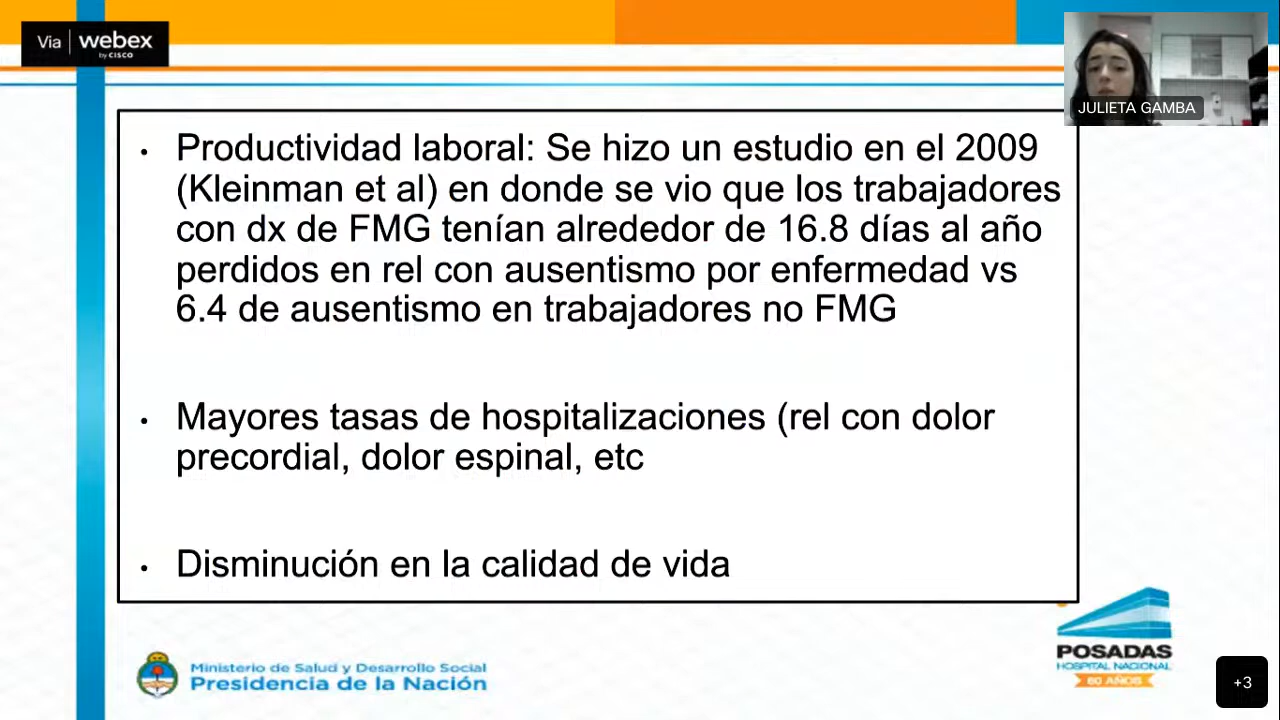 Via webex
by CISCO
JULIETA GAMBA
• Productividad laboral: Se hizo un estudio en el 2009
(Kleinman et al) en donde se vio que los trabajadores
con dx de FMG tenían alrededor de 16.8 días al año
perdidos en rel con ausentismo por enfermedad vs
6.4 de ausentismo en trabajadores no FMG
• Mayores tasas de hospitalizaciones (rel con dolor
precordial, dolor espinal, etc
• Disminución en la calidad de vida
Ministerio de Salud y Desarrollo Social
Presidencia de la Nación
POSADAS
HOSPITAL NACIONAL
60 AÑOS
+3